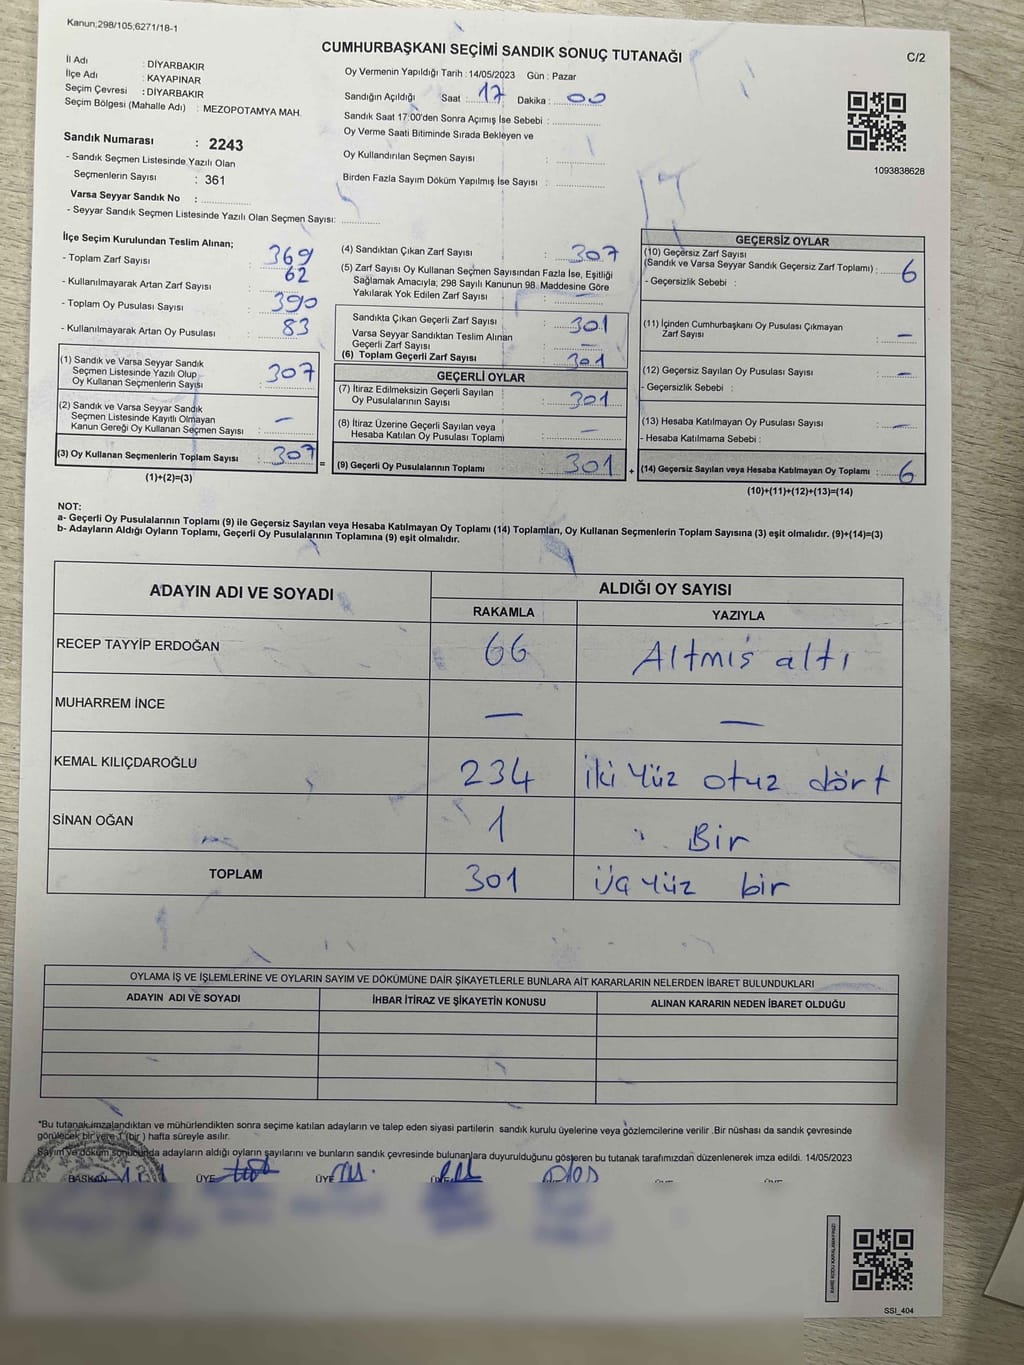 Kanun;298/105;6271/18-1
CUMHURBAŞKANI SEÇİMİ SANDIK SONUÇ TUTANAĞI
C/2
İl Adı : DİYARBAKIR
İlçe Adı : KAYAPINAR
Seçim Çevresi : DİYARBAKIR
Seçim Bölgesi (Mahalle Adı) : MEZOPOTAMYA MAH.
Oy Vermenin Yapıldığı Tarih : 14/05/2023 Gün : Pazar
Sandığın Açıldığı Saat : 17 Dakika : 00
Sandık Saat 17:00'den Sonra Açımış İse Sebebi :
Oy Verme Saati Bitiminde Sırada Bekleyen ve
Oy Kullandırılan Seçmen Sayısı :
Birden Fazla Sayım Döküm Yapılmış İse Sayısı :
1093838628
Sandık Numarası : 2243
- Sandık Seçmen Listesinde Yazılı Olan
Seçmenlerin Sayısı : 361
Varsa Seyyar Sandık No :
- Seyyar Sandık Seçmen Listesinde Yazılı Olan Seçmen Sayısı:
İlçe Seçim Kurulundan Teslim Alınan;
- Toplam Zarf Sayısı : 369
- Kullanılmayarak Artan Zarf Sayısı : 62
- Toplam Oy Pusulası Sayısı : 390
- Kullanılmayarak Artan Oy Pusulası : 83
(1) Sandık ve Varsa Seyyar Sandık
Seçmen Listesinde Yazılı Olup
Oy Kullanan Seçmenlerin Sayısı : 307
(2) Sandık ve Varsa Seyyar Sandık
Seçmen Listesinde Kayıtlı Olmayan
Kanun Gereği Oy Kullanan Seçmen Sayısı : —
(3) Oy Kullanan Seçmenlerin Toplam Sayısı : 307
(1)+(2)=(3)
(4) Sandıktan Çıkan Zarf Sayısı : 307
(5) Zarf Sayısı Oy Kullanan Seçmen Sayısından Fazla İse, Eşitliği
Sağlamak Amacıyla; 298 Sayılı Kanunun 98. Maddesine Göre
Yakılarak Yok Edilen Zarf Sayısı : —
Sandıkta Çıkan Geçerli Zarf Sayısı : 301
Varsa Seyyar Sandıktan Teslim Alınan
Geçerli Zarf Sayısı : —
(6) Toplam Geçerli Zarf Sayısı : 301
GEÇERLİ OYLAR
(7) İtiraz Edilmeksizin Geçerli Sayılan
Oy Pusulalarının Sayısı : 301
(8) İtiraz Üzerine Geçerli Sayılan veya
Hesaba Katılan Oy Pusulası Toplamı : —
= (9) Geçerli Oy Pusulalarının Toplamı : 301
GEÇERSİZ OYLAR
(10) Geçersiz Zarf Sayısı
(Sandık ve Varsa Seyyar Sandık Geçersiz Zarf Toplamı) : 6
- Geçersizlik Sebebi :
(11) İçinden Cumhurbaşkanı Oy Pusulası Çıkmayan
Zarf Sayısı : —
(12) Geçersiz Sayılan Oy Pusulası Sayısı : —
- Geçersizlik Sebebi :
(13) Hesaba Katılmayan Oy Pusulası Sayısı : —
- Hesaba Katılmama Sebebi :
+ (14) Geçersiz Sayılan veya Hesaba Katılmayan Oy Toplamı : 6
(10)+(11)+(12)+(13)=(14)
NOT:
a- Geçerli Oy Pusulalarının Toplamı (9) ile Geçersiz Sayılan veya Hesaba Katılmayan Oy Toplamı (14) Toplamları, Oy Kullanan Seçmenlerin Toplam Sayısına (3) eşit olmalıdır. (9)+(14)=(3)
b- Adayların Aldığı Oyların Toplamı, Geçerli Oy Pusulalarının Toplamına (9) eşit olmalıdır.
ADAYIN ADI VE SOYADI ALDIĞI OY SAYISI
RAKAMLA YAZIYLA
RECEP TAYYİP ERDOĞAN 66 Altmış altı
MUHARREM İNCE — —
KEMAL KILIÇDAROĞLU 234 iki Yüz otuz dört
SİNAN OĞAN 1 Bir
TOPLAM 301 üç Yüz bir
OYLAMA İŞ VE İŞLEMLERİNE VE OYLARIN SAYIM VE DÖKÜMÜNE DAİR ŞİKAYETLERLE BUNLARA AİT KARARLARIN NELERDEN İBARET BULUNDUKLARI
ADAYIN ADI VE SOYADI İHBAR İTİRAZ VE ŞİKAYETİN KONUSU ALINAN KARARIN NEDEN İBARET OLDUĞU
*Bu tutanak imzalandıktan ve mühürlendikten sonra seçime katılan adayların ve talep eden siyasi partilerin sandık kurulu üyelerine veya gözlemcilerine verilir .Bir nüshası da sandık çevresinde
görülecek bir yere 1 (bir ) hafta süreyle asılır.
Sayım ve döküm sonucunda adayların aldığı oyların sayılarını ve bunların sandık çevresinde bulunanlara duyurulduğunu gösteren bu tutanak tarafımızdan düzenlenerek imza edildi. 14/05/2023
BAŞKAN ÜYE ÜYE
SSI_404